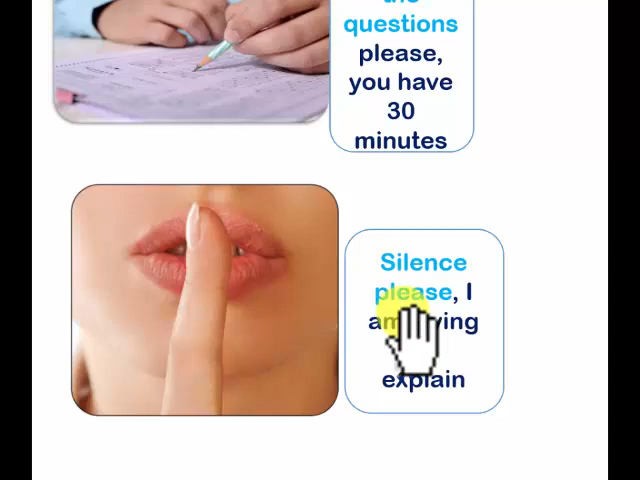 questions
please,
you have
30
minutes
Silence
please, I
explain